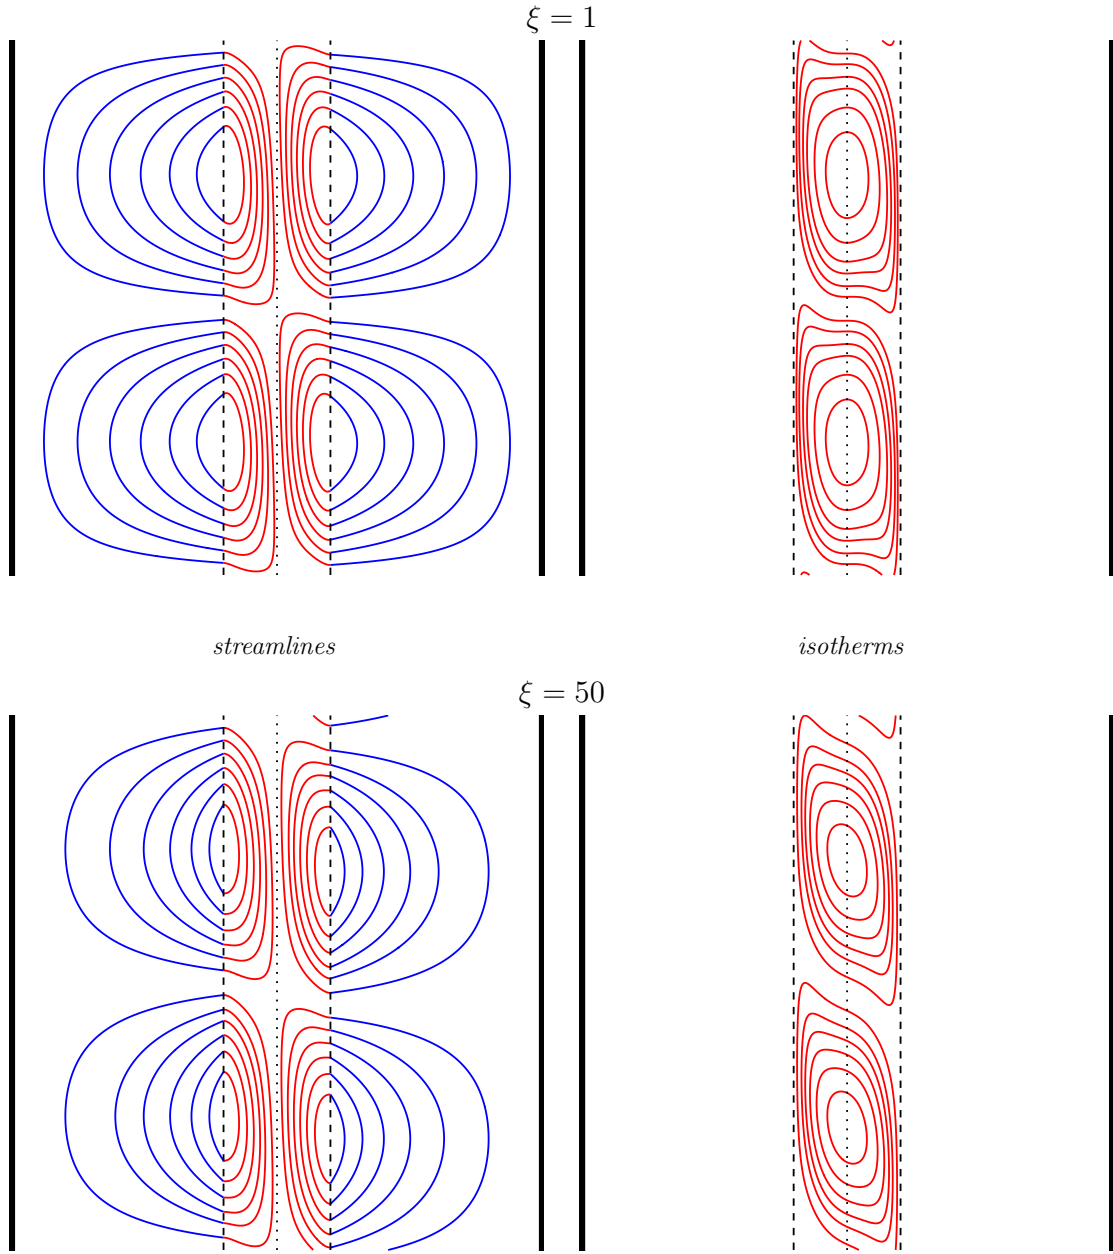 ξ = 1
streamlines isotherms
ξ = 50